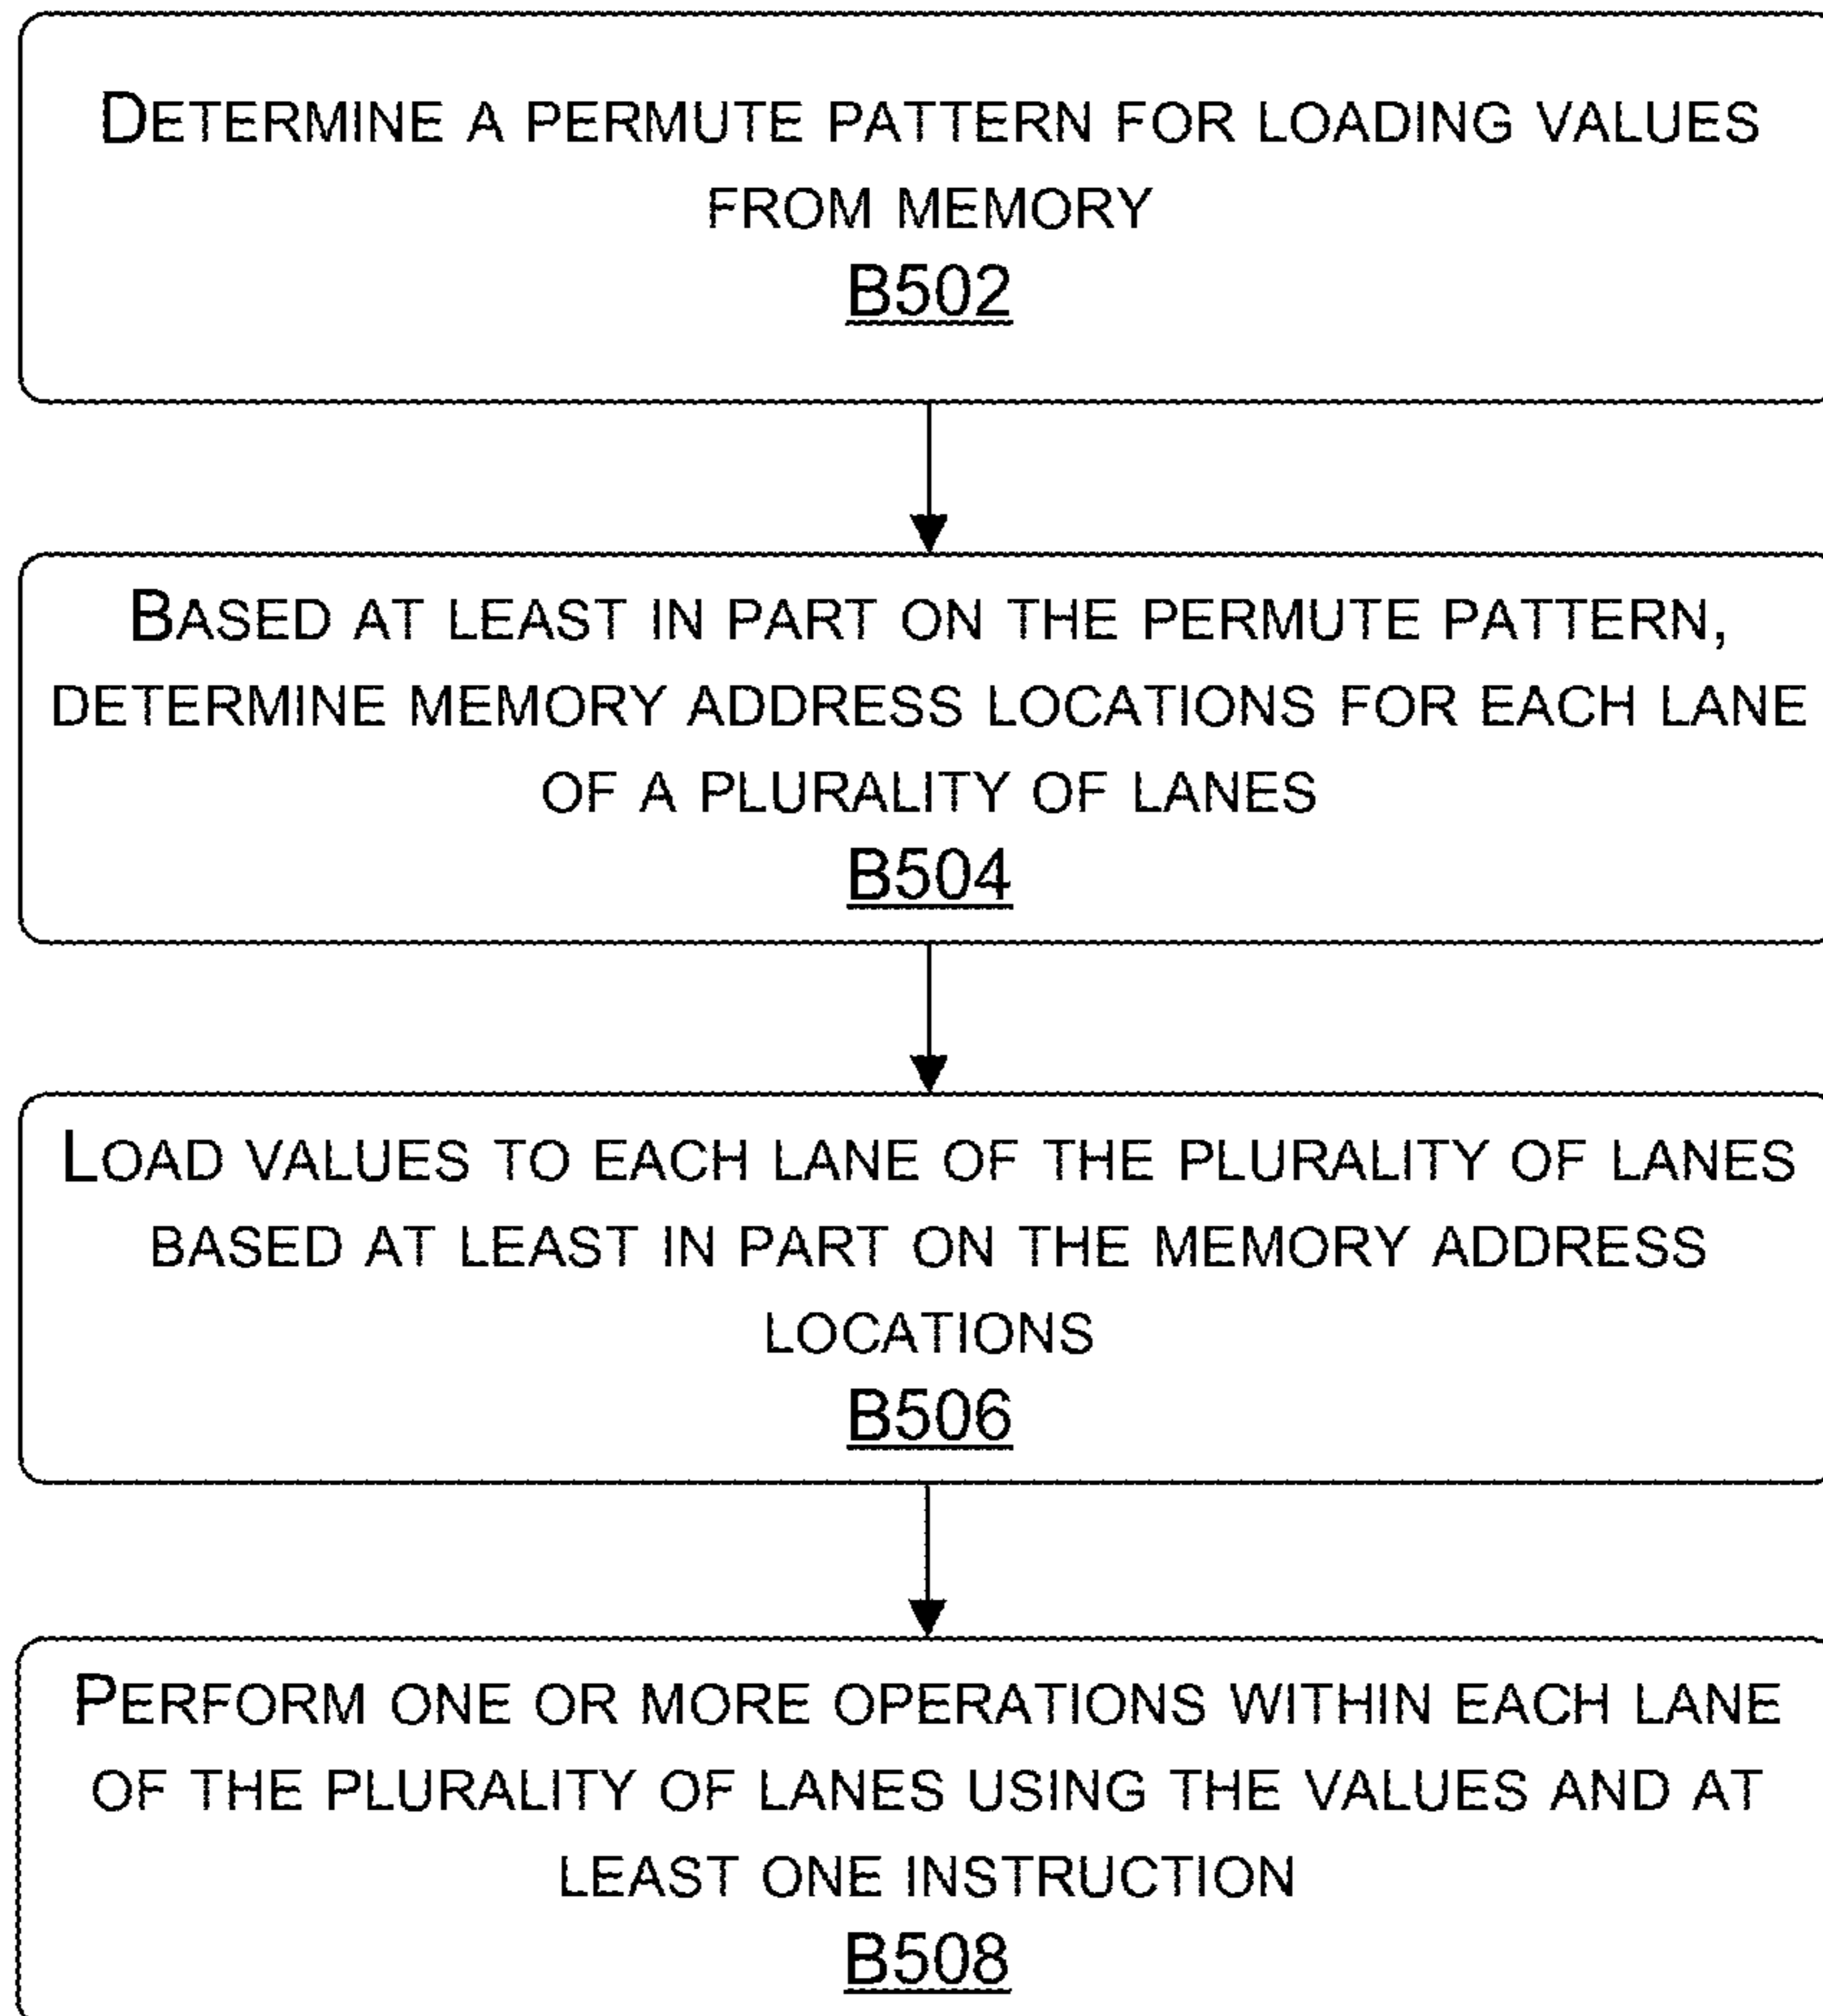 DETERMINE A PERMUTE PATTERN FOR LOADING VALUES
FROM MEMORY
B502
BASED AT LEAST IN PART ON THE PERMUTE PATTERN,
DETERMINE MEMORY ADDRESS LOCATIONS FOR EACH LANE
OF A PLURALITY OF LANES
B504
LOAD VALUES TO EACH LANE OF THE PLURALITY OF LANES
BASED AT LEAST IN PART ON THE MEMORY ADDRESS
LOCATIONS
B506
PERFORM ONE OR MORE OPERATIONS WITHIN EACH LANE
OF THE PLURALITY OF LANES USING THE VALUES AND AT
LEAST ONE INSTRUCTION
B508